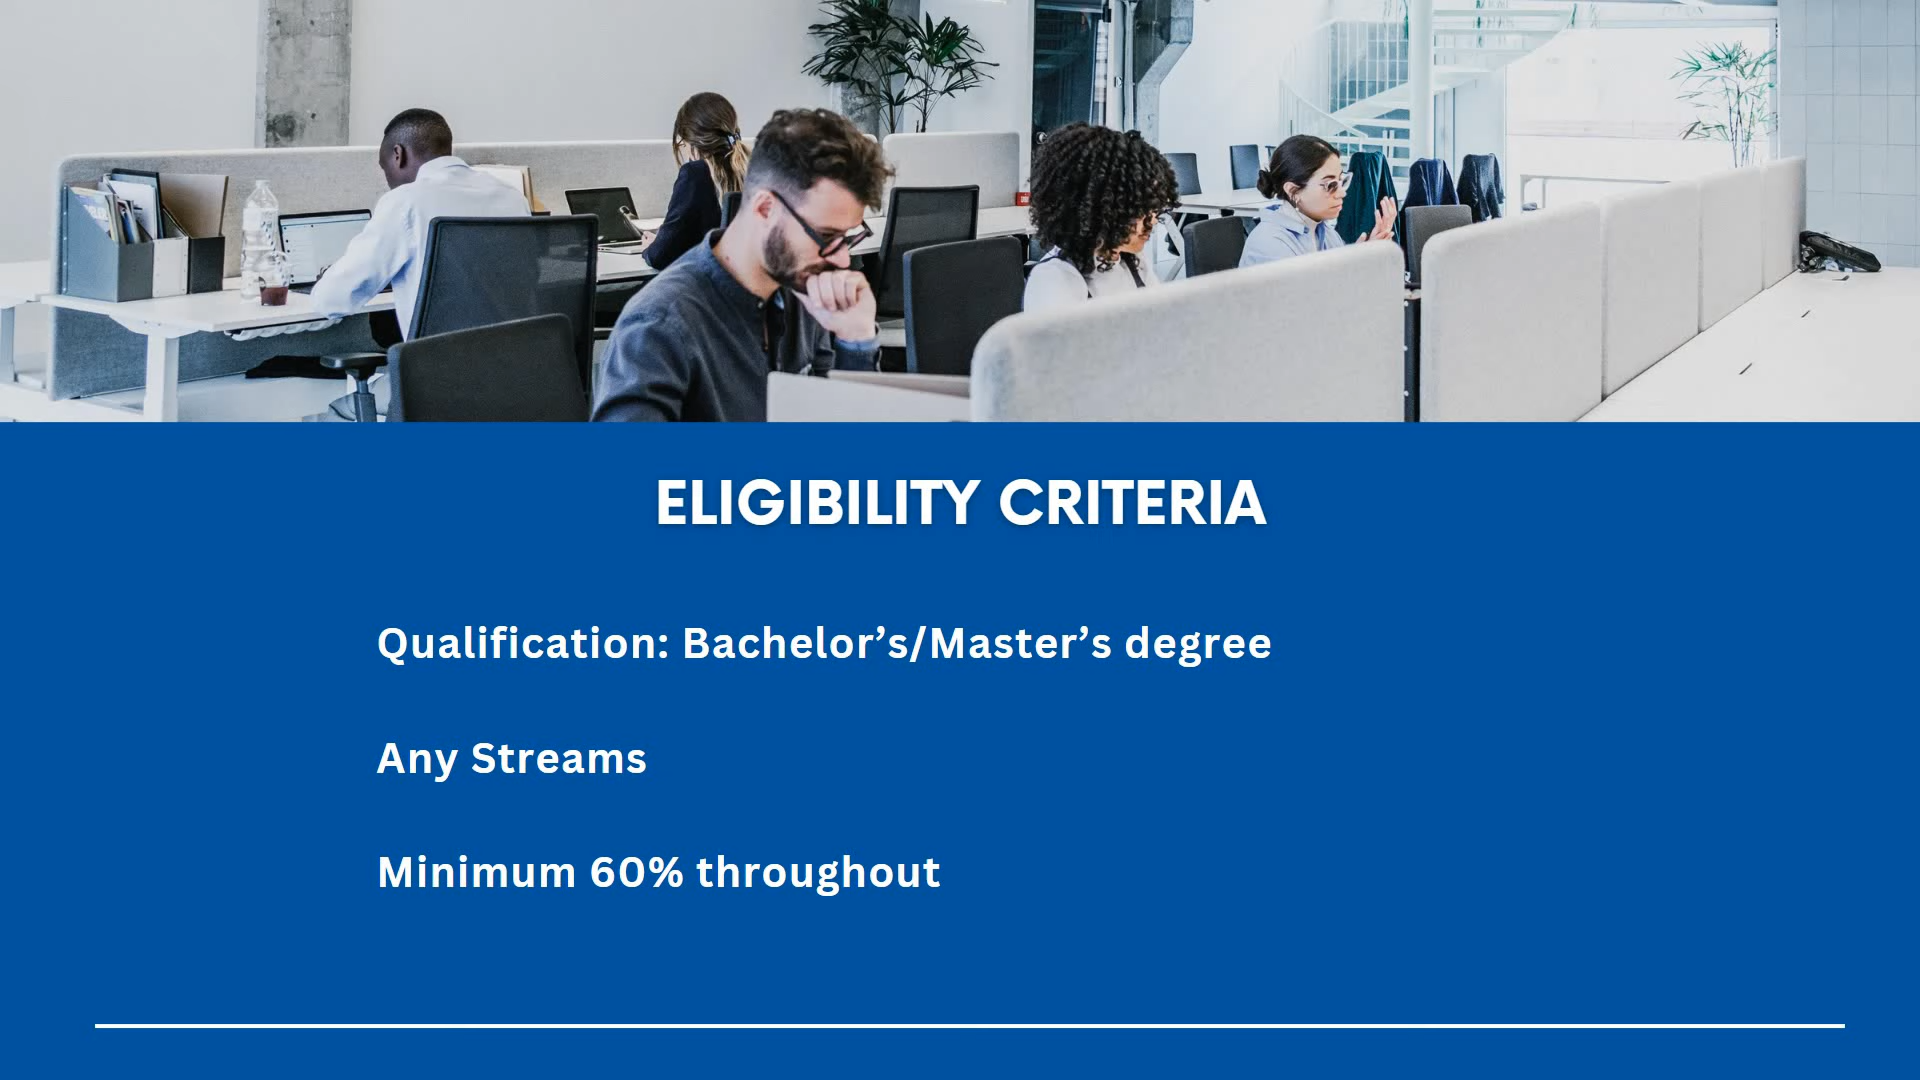 ELIGIBILITY CRITERIA
Qualification: Bachelor’s/Master’s degree
Any Streams
Minimum 60% throughout